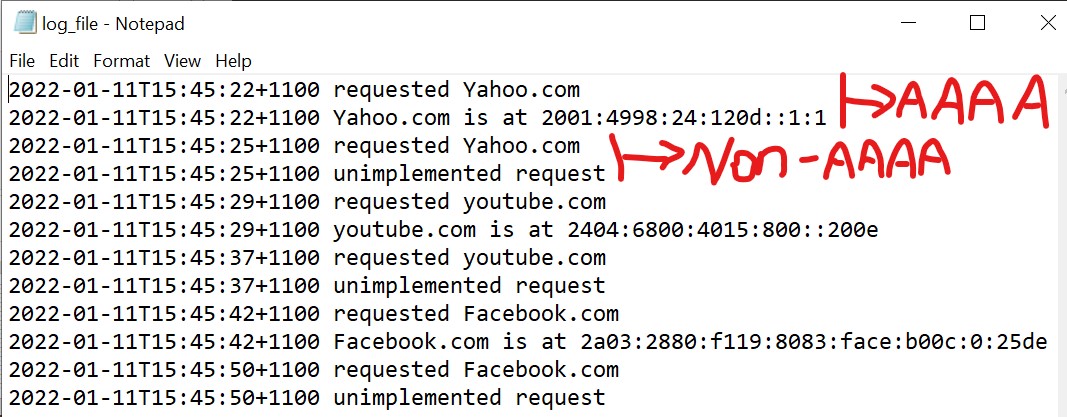 log_file - Notepad
File Edit Format View Help
2022-01-11T15:45:22+1100 requested Yahoo.com
2022-01-11T15:45:22+1100 Yahoo.com is at 2001:4998:24:120d::1:1 AAAA
2022-01-11T15:45:25+1100 requested Yahoo.com
2022-01-11T15:45:25+1100 unimplemented request Non-AAAA
2022-01-11T15:45:29+1100 requested youtube.com
2022-01-11T15:45:29+1100 youtube.com is at 2404:6800:4015:800::200e
2022-01-11T15:45:37+1100 requested youtube.com
2022-01-11T15:45:37+1100 unimplemented request
2022-01-11T15:45:42+1100 requested Facebook.com
2022-01-11T15:45:42+1100 Facebook.com is at 2a03:2880:f119:8083:face:b00c:0:25de
2022-01-11T15:45:50+1100 requested Facebook.com
2022-01-11T15:45:50+1100 unimplemented request